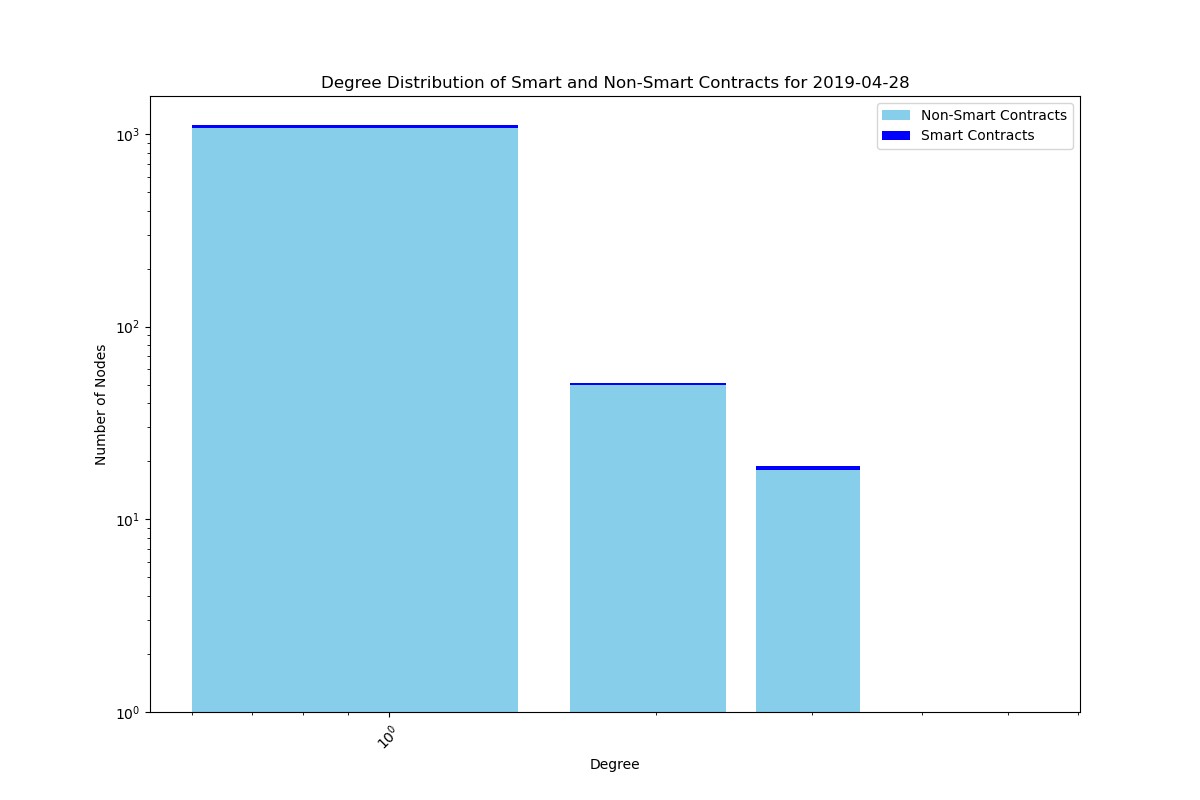 Degree Distribution of Smart and Non-Smart Contracts for 2019-04-28
Non-Smart Contracts
Smart Contracts
Number of Nodes
10³
10²
10¹
10⁰
10⁰
Degree